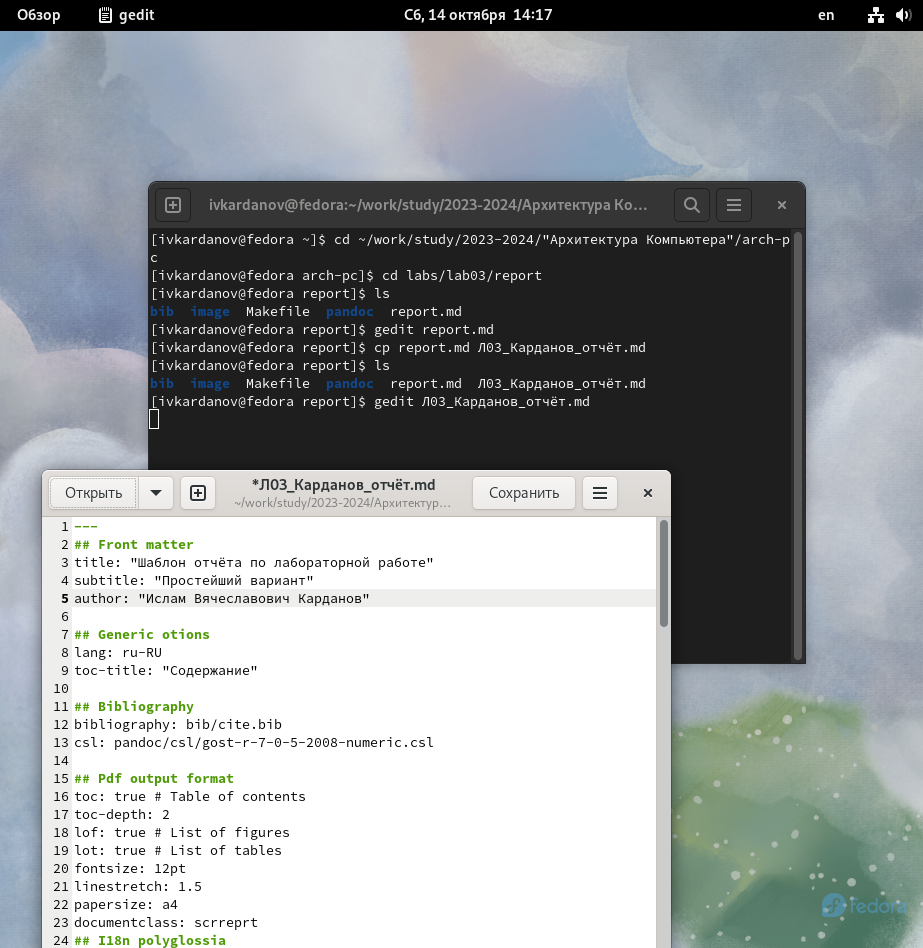 Обзор gedit Сб, 14 октября 14:17 en
ivkardanov@fedora:~/work/study/2023-2024/Архитектура Ко...
[ivkardanov@fedora ~]$ cd ~/work/study/2023-2024/"Архитектура Компьютера"/arch-p
c
[ivkardanov@fedora arch-pc]$ cd labs/lab03/report
[ivkardanov@fedora report]$ ls
bib image Makefile pandoc report.md
[ivkardanov@fedora report]$ gedit report.md
[ivkardanov@fedora report]$ cp report.md Л03_Карданов_отчёт.md
[ivkardanov@fedora report]$ ls
bib image Makefile pandoc report.md Л03_Карданов_отчёт.md
[ivkardanov@fedora report]$ gedit Л03_Карданов_отчёт.md
Открыть *Л03_Карданов_отчёт.md Сохранить
~/work/study/2023-2024/Архитектур...
1 ---
2 ## Front matter
3 title: "Шаблон отчёта по лабораторной работе"
4 subtitle: "Простейший вариант"
5 author: "Ислам Вячеславович Карданов"
6
7 ## Generic otions
8 lang: ru-RU
9 toc-title: "Содержание"
10
11 ## Bibliography
12 bibliography: bib/cite.bib
13 csl: pandoc/csl/gost-r-7-0-5-2008-numeric.csl
14
15 ## Pdf output format
16 toc: true # Table of contents
17 toc-depth: 2
18 lof: true # List of figures
19 lot: true # List of tables
20 fontsize: 12pt
21 linestretch: 1.5
22 papersize: a4
23 documentclass: scrreprt
24 ## I18n polyglossia
fedora